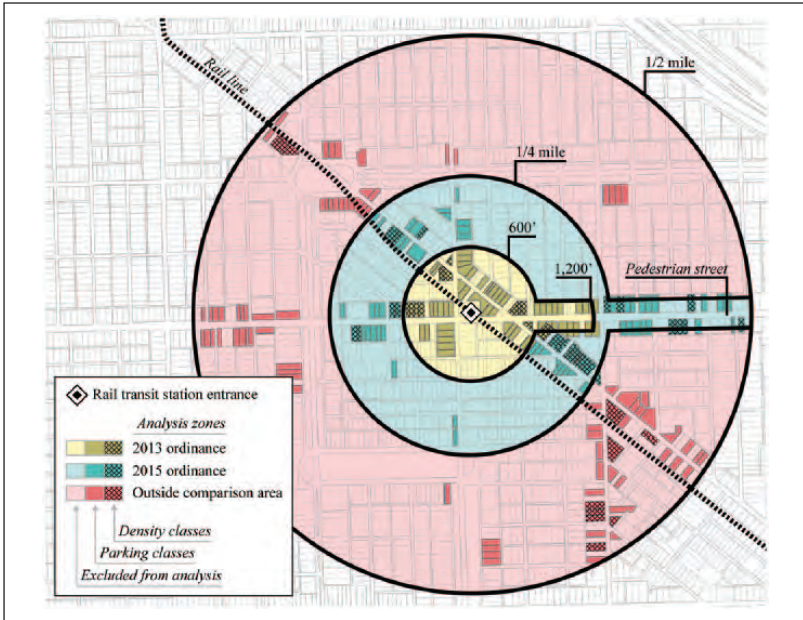 Rail line
1/2 mile
1/4 mile
600'
1,200'
Pedestrian street
Rail transit station entrance
Analysis zones
2013 ordinance
2015 ordinance
Outside comparison area
Density classes
Parking classes
Excluded from analysis